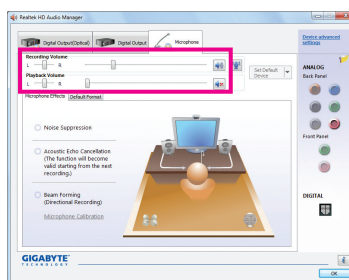 Realtek HD Audio Manager
Digital Output(Optical)
Digital Output
Microphone
Device advanced settings
Recording Volume
L R
Playback Volume
L R
Set Default Device
ANALOG
Back Panel
Microphone Effects
Default Format
Noise Suppression
Acoustic Echo Cancellation
(The function will become
valid starting from the next
recording.)
Front Panel
Beam Forming
(Directional Recording)
DIGITAL
Microphone Calibration
GIGABYTE
TECHNOLOGY
OK